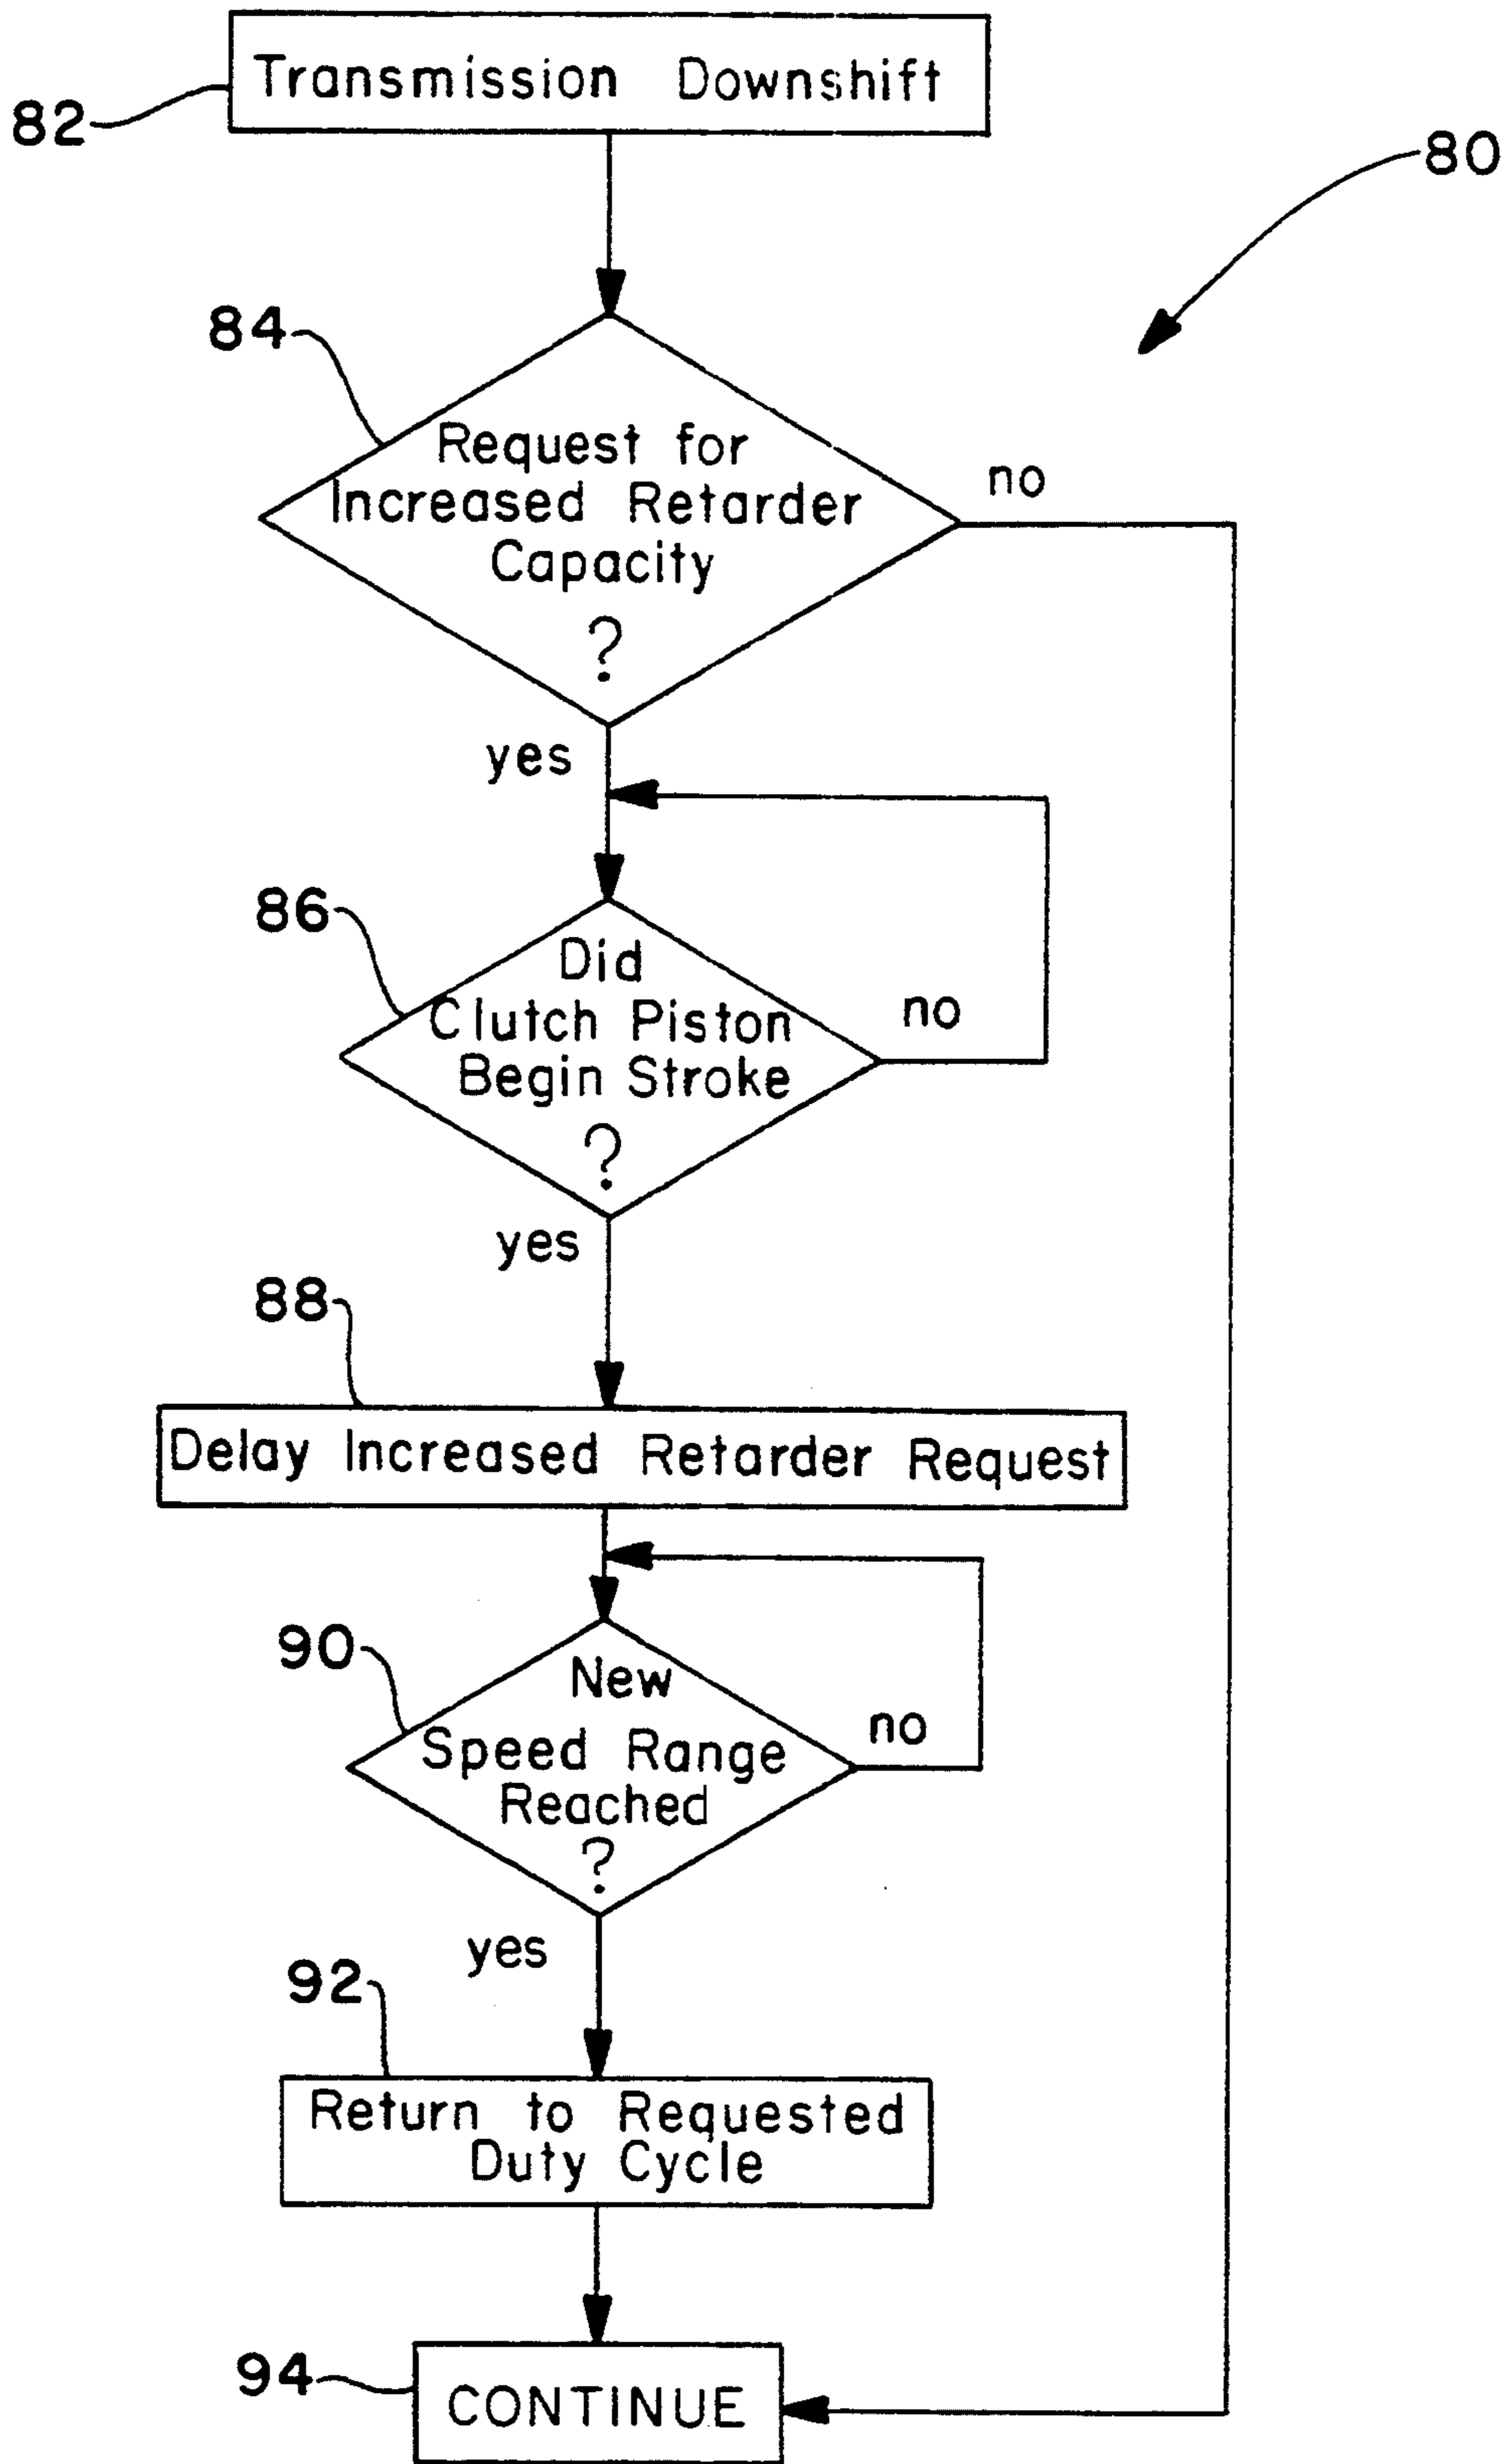 Transmission Downshift
82
80
84
Request for
Increased Retarder
Capacity
?
no
yes
86
Did
Clutch Piston
Begin Stroke
?
no
yes
88
Delay Increased Retarder Request
90
New
Speed Range
Reached
?
no
yes
92
Return to Requested
Duty Cycle
94
CONTINUE